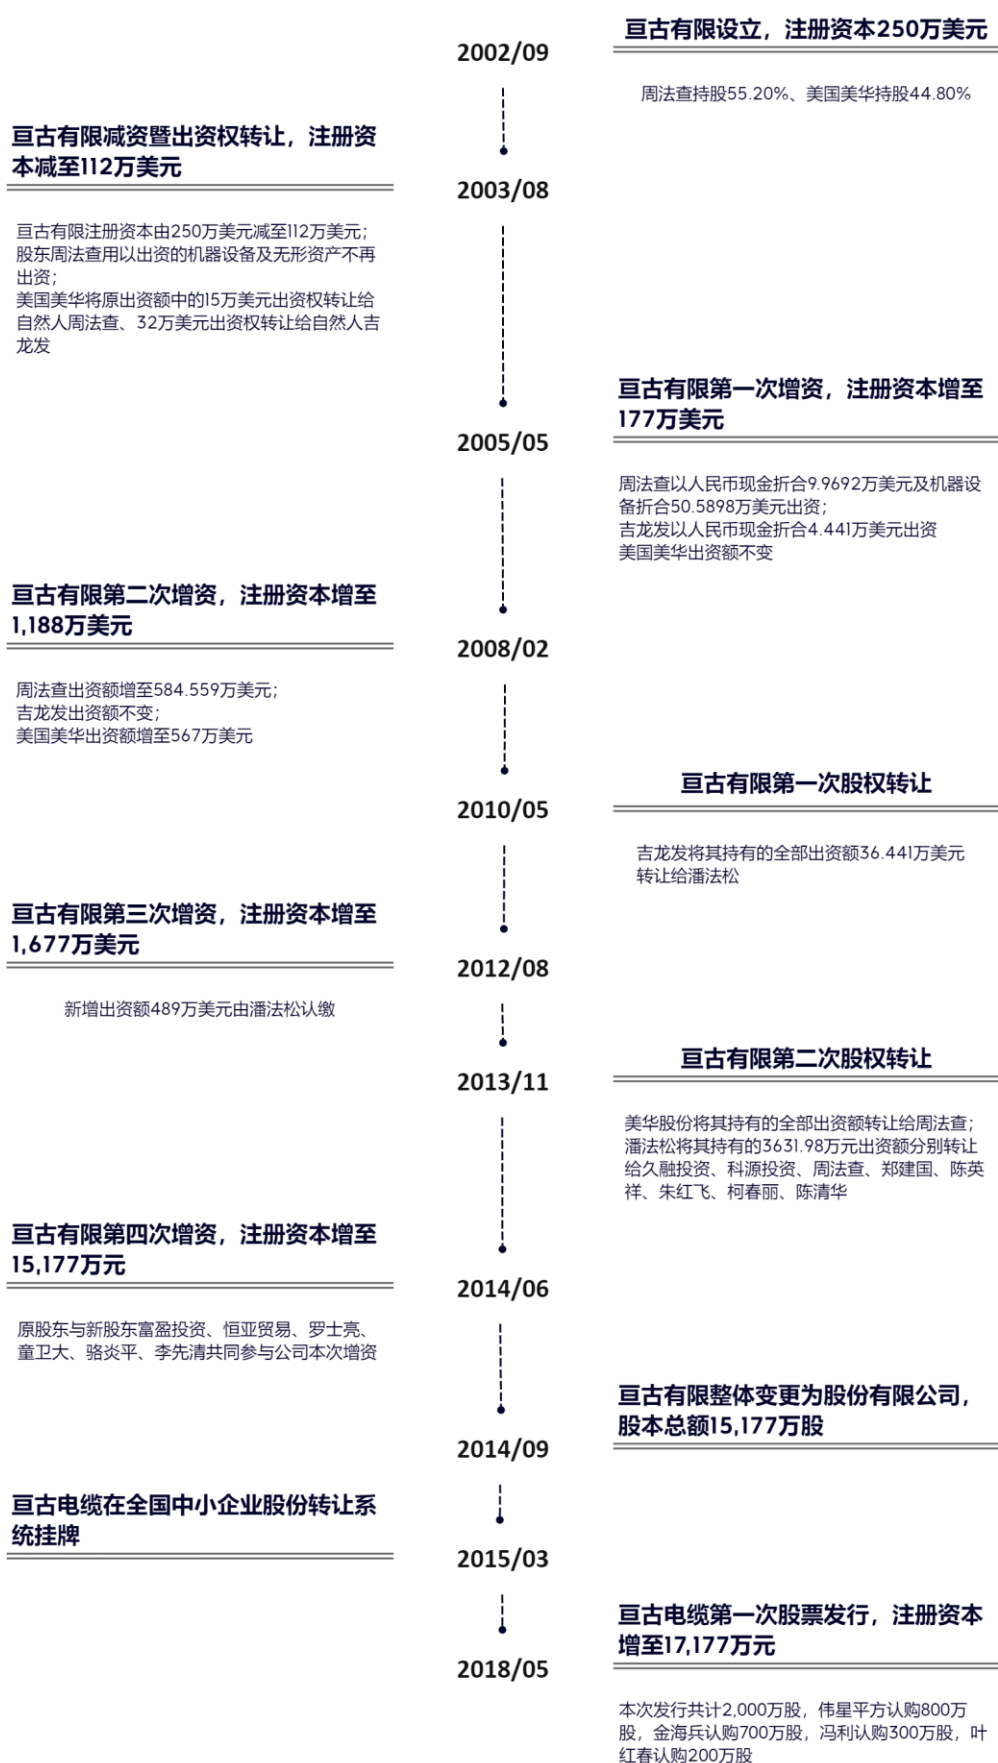 2002/09
亘古有限设立，注册资本250万美元
周法查持股55.20%、美国美华持股44.80%
亘古有限减资暨出资权转让，注册资
本减至112万美元
2003/08
亘古有限注册资本由250万美元减至112万美元；
股东周法查用以出资的机器设备及无形资产不再
出资；
美国美华将原出资额中的15万美元出资权转让给
自然人周法查、32万美元出资权转让给自然人吉
龙发
亘古有限第一次增资，注册资本增至
177万美元
2005/05
周法查以人民币现金折合9.9692万美元及机器设
备折合50.5898万美元出资；
吉龙发以人民币现金折合4.441万美元出资
美国美华出资额不变
亘古有限第二次增资，注册资本增至
1,188万美元
2008/02
周法查出资额增至584.559万美元；
吉龙发出资额不变；
美国美华出资额增至567万美元
亘古有限第一次股权转让
2010/05
吉龙发将其持有的全部出资额36.441万美元
转让给潘法松
亘古有限第三次增资，注册资本增至
1,677万美元
2012/08
新增出资额489万美元由潘法松认缴
亘古有限第二次股权转让
2013/11
美华股份将其持有的全部出资额转让给周法查；
潘法松将其持有的3631.98万元出资额分别转让
给久融投资、科源投资、周法查、郑建国、陈英
祥、朱红飞、柯春丽、陈清华
亘古有限第四次增资，注册资本增至
15,177万元
2014/06
原股东与新股东富盈投资、恒亚贸易、罗士亮、
童卫大、骆炎平、李先清共同参与公司本次增资
亘古有限整体变更为股份有限公司，
股本总额15,177万股
2014/09
亘古电缆在全国中小企业股份转让系
统挂牌
2015/03
亘古电缆第一次股票发行，注册资本
增至17,177万元
2018/05
本次发行共计2,000万股，伟星平方认购800万
股，金海兵认购700万股，冯利认购300万股，叶
红春认购200万股